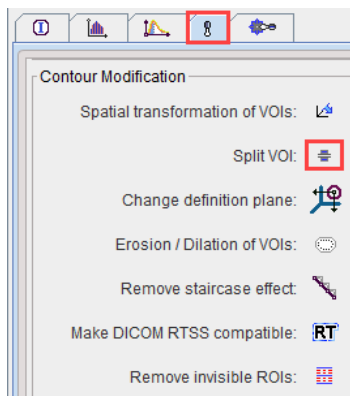 Contour Modification
Spatial transformation of VOIs:
Split VOI:
Change definition plane:
Erosion / Dilation of VOIs:
Remove staircase effect:
Make DICOM RTSS compatible: RT
Remove invisible ROIs: